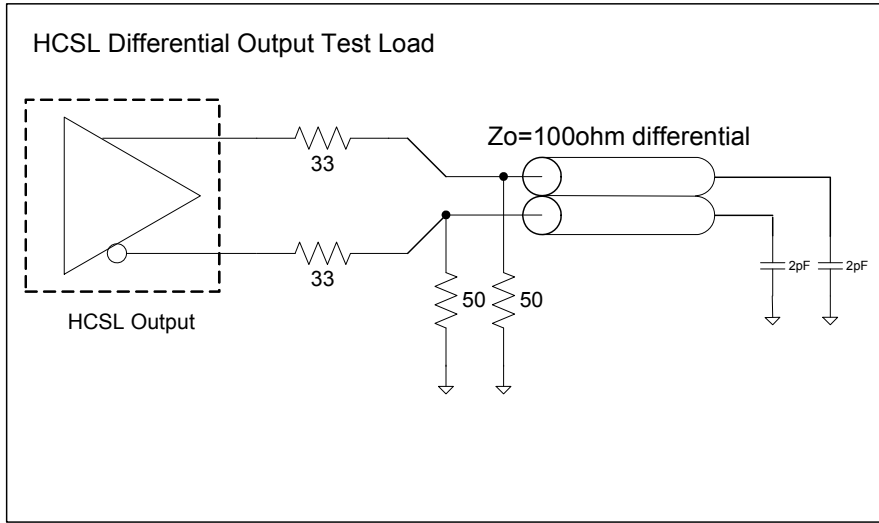 HCSL Differential Output Test Load
Zo=100ohm differential
33
33
50
50
2pF
2pF
HCSL Output